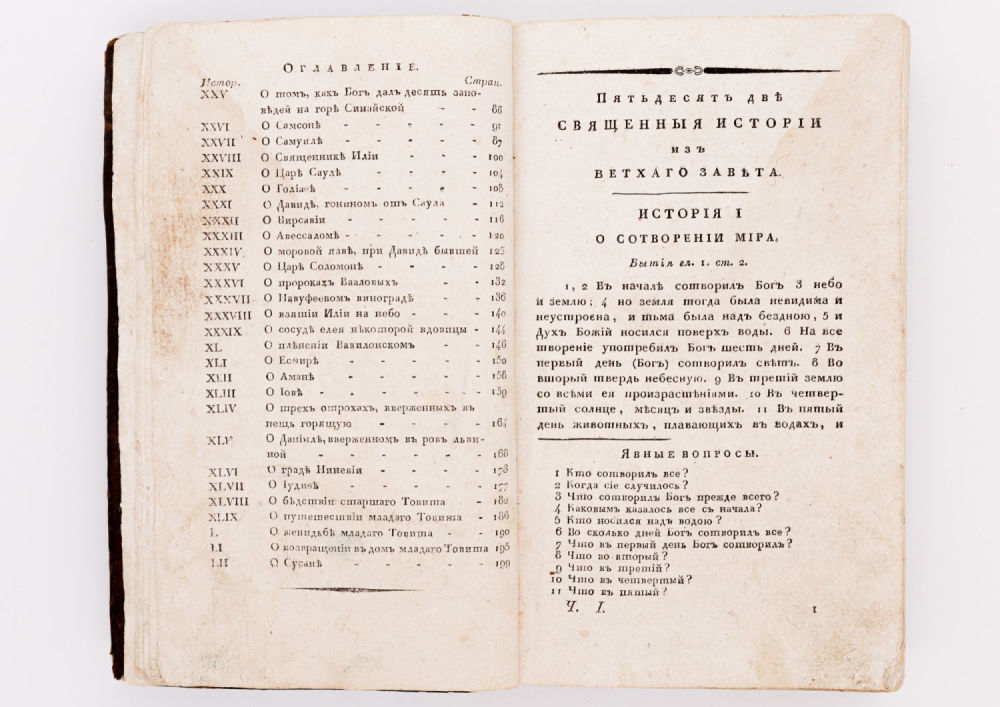 Оглавленіе.
Истор. Стран.
XXV О томъ, какъ Богъ далъ десять запо-
вѣдей на горѣ Синайской - - 86
XXVI О Самсонѣ - - - - - 91
XXVII О Самуилѣ - - - - - 87
XXVIII О Священникѣ Иліи - - - 100
XXIX О Царѣ Саулѣ - - - - 104
XXX О Голіаѳѣ - - - - 108
XXXI О Давидѣ, гонимомъ отъ Саула - 112
XXXII О Вирсавіи - - - - - 116
XXXIII О Авессаломѣ - - - - - 120
XXXIV О моровой язвѣ, при Давидѣ бывшей 125
XXXV О Царѣ Соломонѣ - - - - 128
XXXVI О пророкахъ Вааловыхъ - - 132
XXXVII О Навуѳеевомъ виноградѣ - - 136
XXXVIII О взятіи Иліи на небо - - - 140
XXXIX О сосудѣ елея нѣкоторой вдовицы - 144
XL О плѣненіи Вавилонскомъ - - 146
XLI О Есѳирѣ - - - - - 150
XLII О Аманѣ - - - - - 156
XLIII О Іовѣ - - - - - 159
XLIV О трехъ отрокахъ, вверженныхъ въ
пещь горящую - - - - 164
XLV О Даніилѣ, вверженномъ въ ровъ льви-
ной - - - - - - 168
XLVI О градѣ Ниневіи - - - - 173
XLVII О Іудиѳѣ - - - - - 177
XLVIII О бѣдствіи старшаго Товита - 182
XLIX О путешествіи младаго Товита - 186
L О женидьбѣ младаго Товита - - 190
LI О возвращеніи въ домъ младаго Товита 195
LII О Сусанѣ - - - - - 199
Пятьдесятъ двѣ
священныя исторіи
изъ
ветхаго завѣта.
ИСТОРІЯ I
О СОТВОРЕНІИ МІРА.
Бытія гл. 1. ст. 2.
1, 2 Въ началѣ сотворилъ Богъ 3 небо
и землю; 4 но земля тогда была невидима и
неустроена, и тьма была надъ бездною, 5 и
Духъ Божій носился поверхъ воды. 6 На все
твореніе употребилъ Богъ шесть дней. 7 Въ
первый день (Богъ) сотворилъ свѣтъ. 8 Во
вторый твердь небесную. 9 Въ третій землю
со всѣми ея произрастѣніями. 10 Въ четвер-
тый солнце, мѣсяцъ и звѣзды. 11 Въ пятый
день животныхъ, плавающихъ въ водахъ, и
Явные вопросы.
1 Кто сотворилъ все?
2 Когда сіе случилось?
3 Что сотворилъ Богъ прежде всего?
4 Каковымъ казалось все съ начала?
5 Кто носился надъ водою?
6 Во сколько дней Богъ сотворилъ все?
7 Что въ первый день Богъ сотворилъ?
8 Что во вторый?
9 Что въ третій?
10 Что въ четвертый?
11 Что въ пятый?
Ч. I. 1